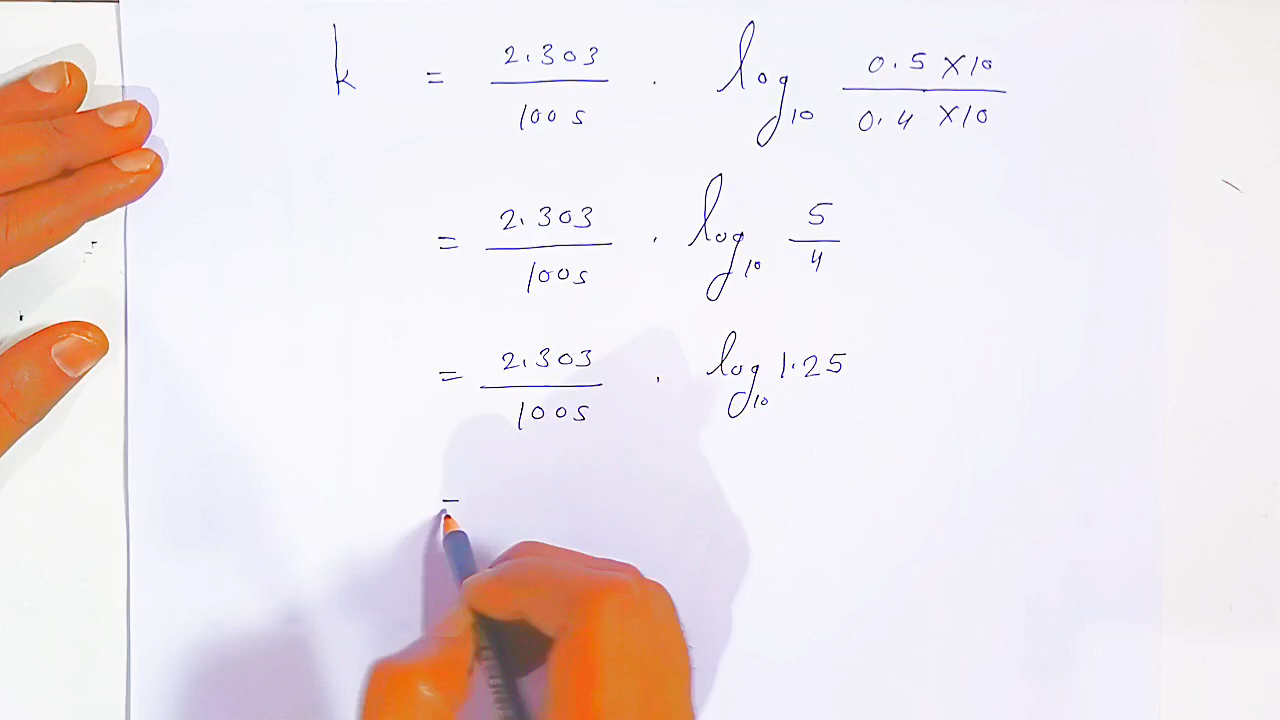 k = 2.303 / 100s . log10 0.5 X10 / 0.4 X10
= 2.303 / 100s . log10 5 / 4
= 2.303 / 100s . log10 1.25
-